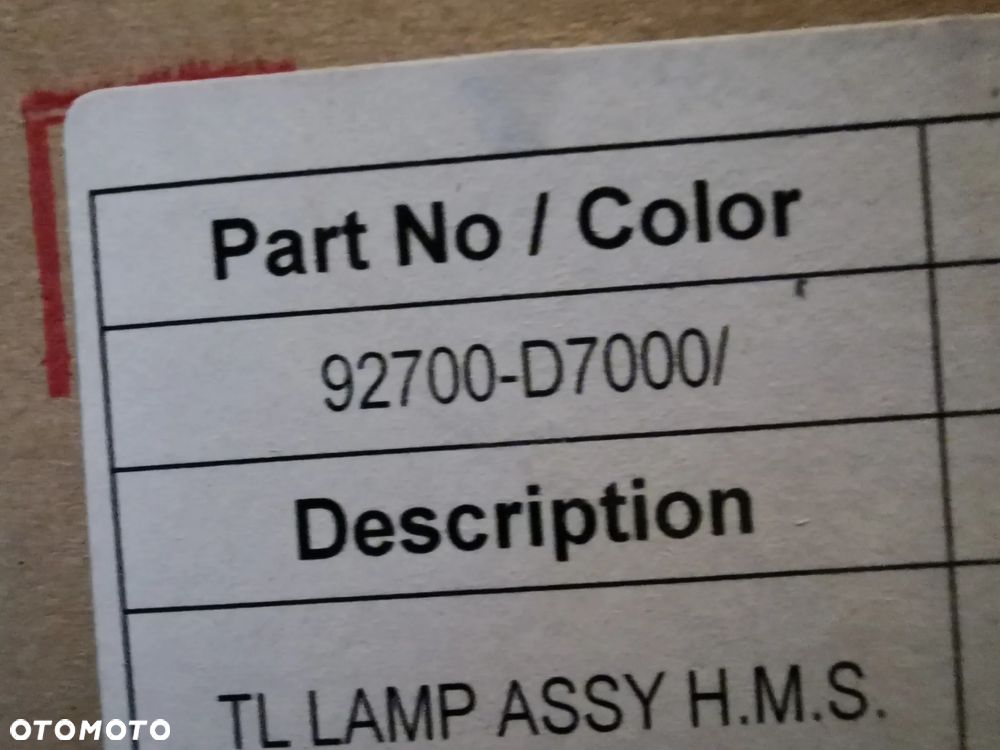 Part No / Color
92700-D7000/
Description
TL LAMP ASSY H.M.S.
OTOMOTO